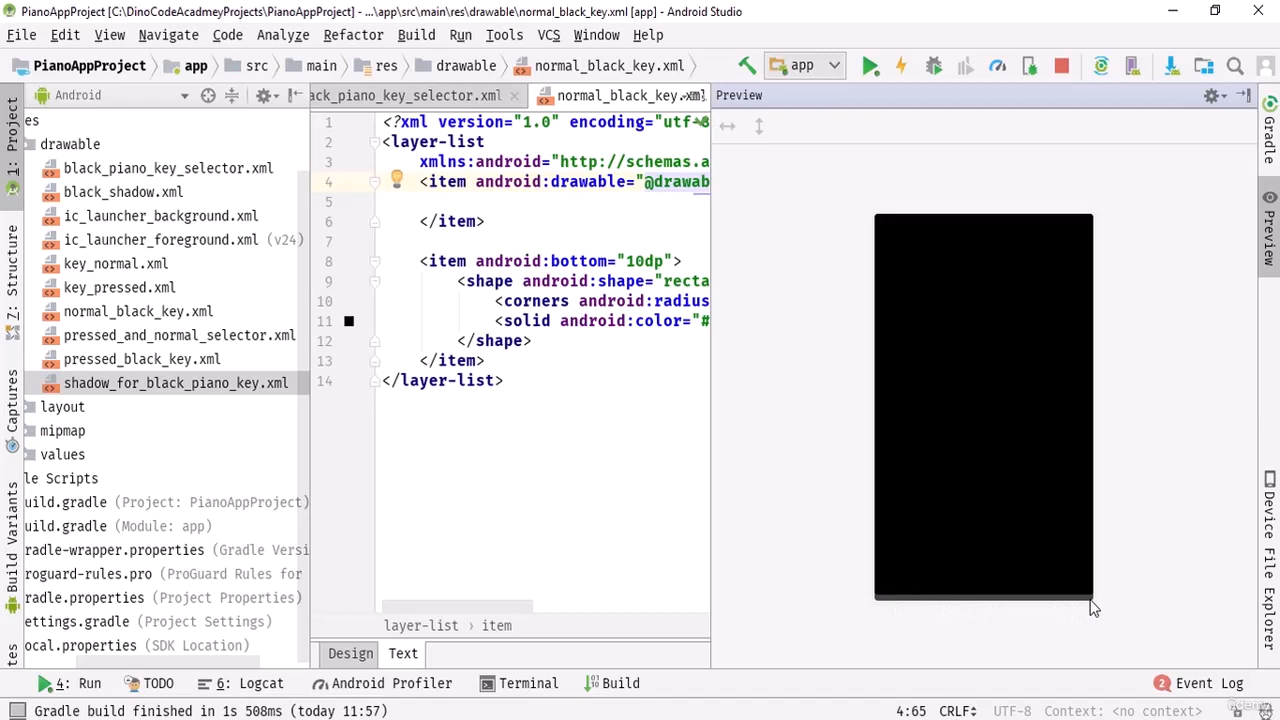 PianoAppProject [C:\DinoCodeAcadmeyProjects\PianoAppProject] - ...\app\src\main\res\drawable\normal_black_key.xml [app] - Android Studio
File Edit View Navigate Code Analyze Refactor Build Run Tools VCS Window Help
PianoAppProject app src main res drawable normal_black_key.xml app
Android
ack_piano_key_selector.xml normal_black_key.xml
Preview
1: Project
Z: Structure
Captures
Build Variants
Gradle
Preview
Device File Explorer
es
drawable
black_piano_key_selector.xml
black_shadow.xml
ic_launcher_background.xml
ic_launcher_foreground.xml (v24)
key_normal.xml
key_pressed.xml
normal_black_key.xml
pressed_and_normal_selector.xml
pressed_black_key.xml
shadow_for_black_piano_key.xml
layout
mipmap
values
le Scripts
uild.gradle (Project: PianoAppProject)
uild.gradle (Module: app)
radle-wrapper.properties (Gradle Versi
roguard-rules.pro (ProGuard Rules for
radle.properties (Project Properties)
ettings.gradle (Project Settings)
ocal.properties (SDK Location)
1 <?xml version="1.0" encoding="utf-8
2 <layer-list
3 xmlns:android="http://schemas.a
4 <item android:drawable="@drawab
5
6 </item>
7
8 <item android:bottom="10dp">
9 <shape android:shape="recta
10 <corners android:radius
11 <solid android:color="#
12 </shape>
13 </item>
14 </layer-list>
layer-list item
Design Text
4: Run TODO 6: Logcat Android Profiler Terminal Build 2 Event Log
Gradle build finished in 1s 508ms (today 11:57) 4:65 CRLF UTF-8 Context: <no context>